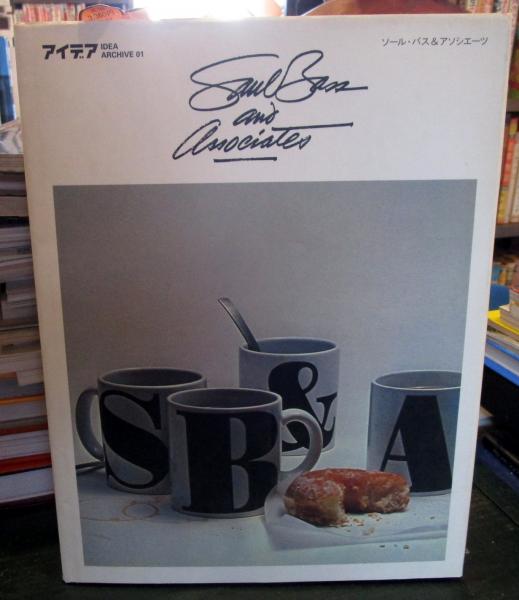 アイデア IDEA
ARCHIVE 01
ソール・バス&アソシエーツ
Saul Bass
and
Associates
S B & A